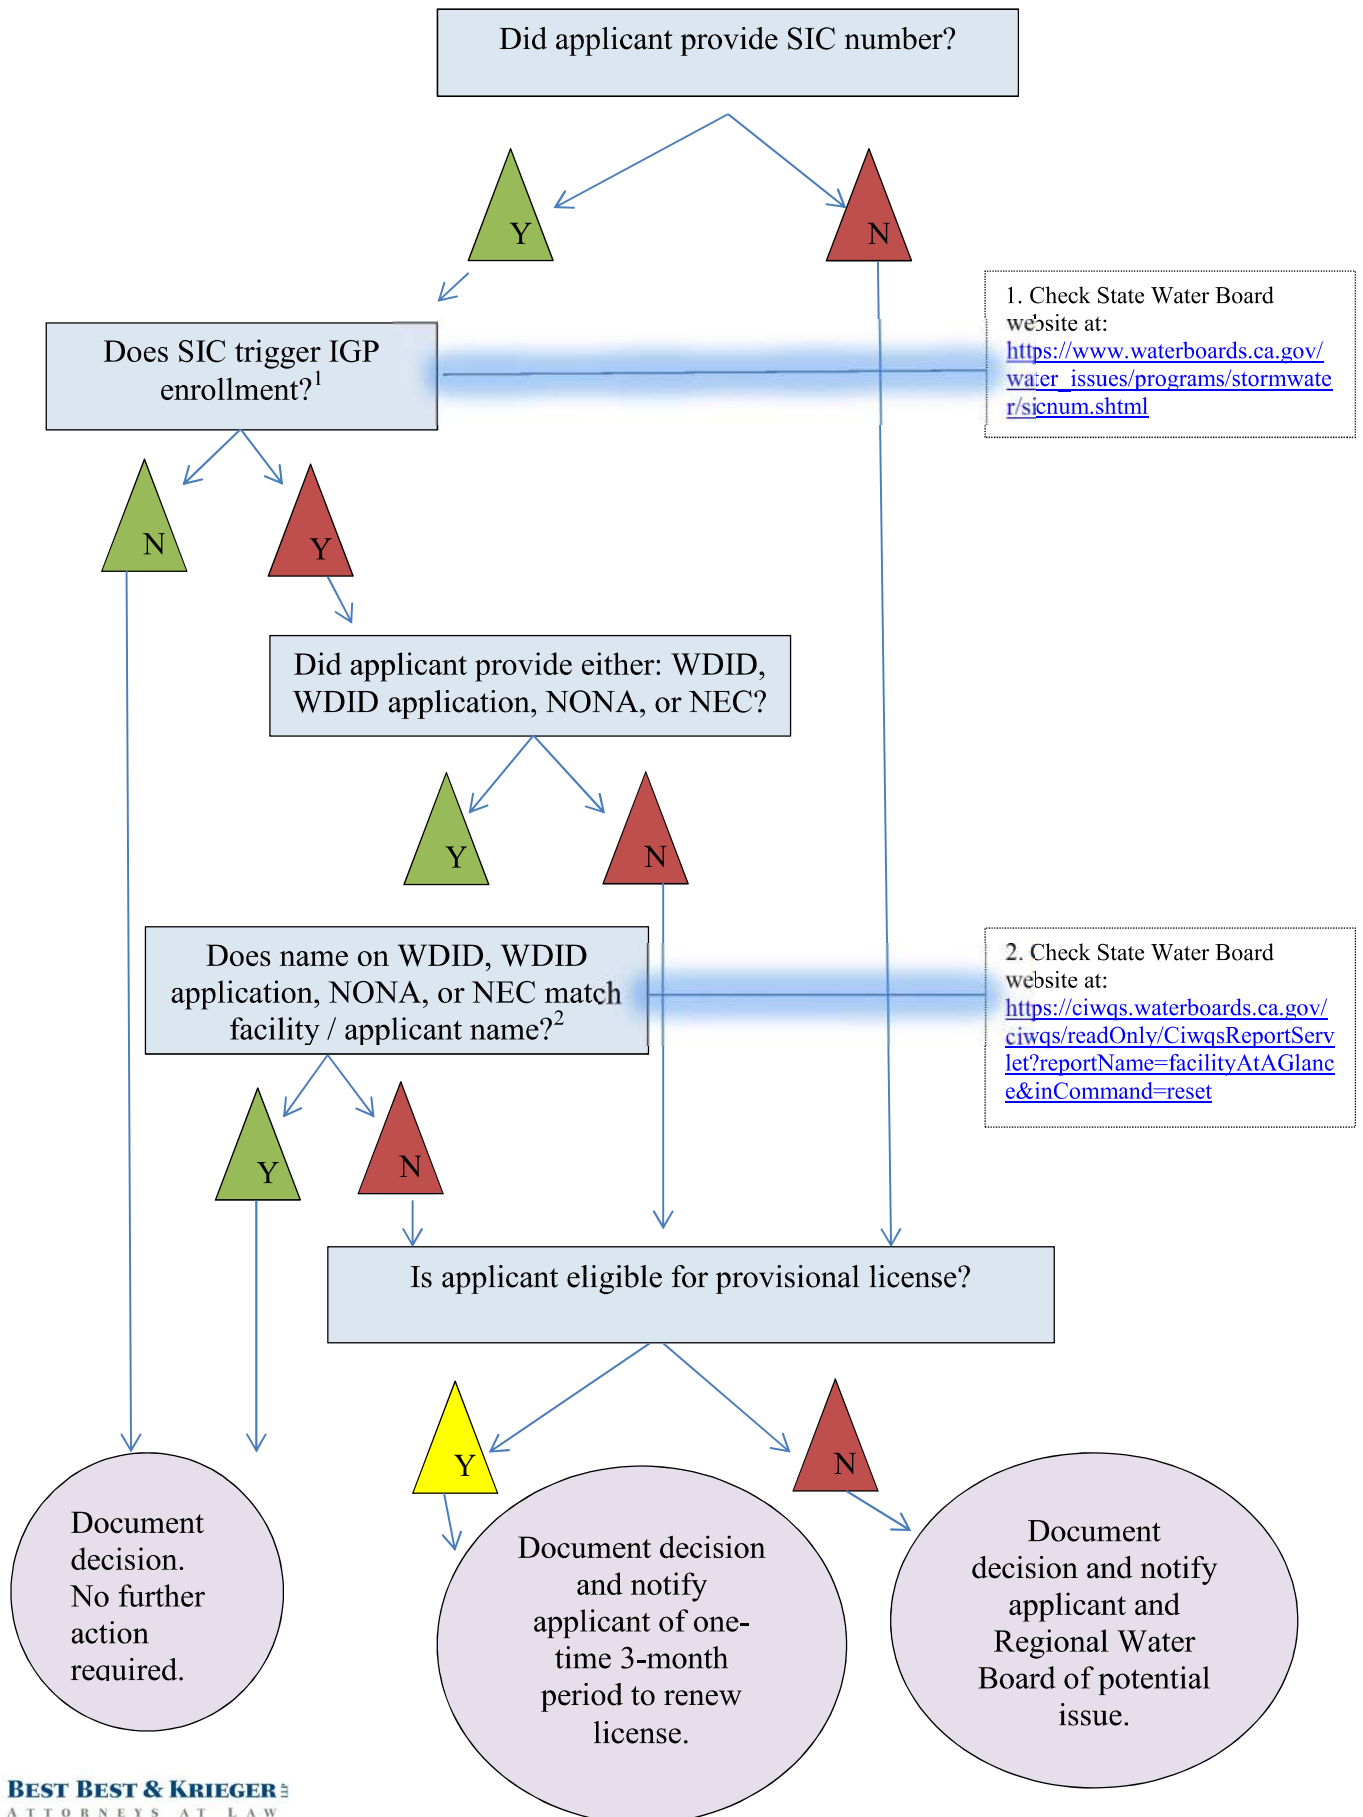 Did applicant provide SIC number?
Y
N
1. Check State Water Board
website at:
https://www.waterboards.ca.gov/
water_issues/programs/stormwate
r/sicnum.shtml
Does SIC trigger IGP
enrollment?1
N
Y
Did applicant provide either: WDID,
WDID application, NONA, or NEC?
Y
N
Does name on WDID, WDID
application, NONA, or NEC match
facility / applicant name?2
2. Check State Water Board
website at:
https://ciwqs.waterboards.ca.gov/
ciwqs/readOnly/CiwqsReportServ
let?reportName=facilityAtAGlanc
e&inCommand=reset
Y
N
Is applicant eligible for provisional license?
Y
N
Document
decision.
No further
action
required.
Document decision
and notify
applicant of one-
time 3-month
period to renew
license.
Document
decision and notify
applicant and
Regional Water
Board of potential
issue.
BEST BEST & KRIEGER LLP
ATTORNEYS AT LAW